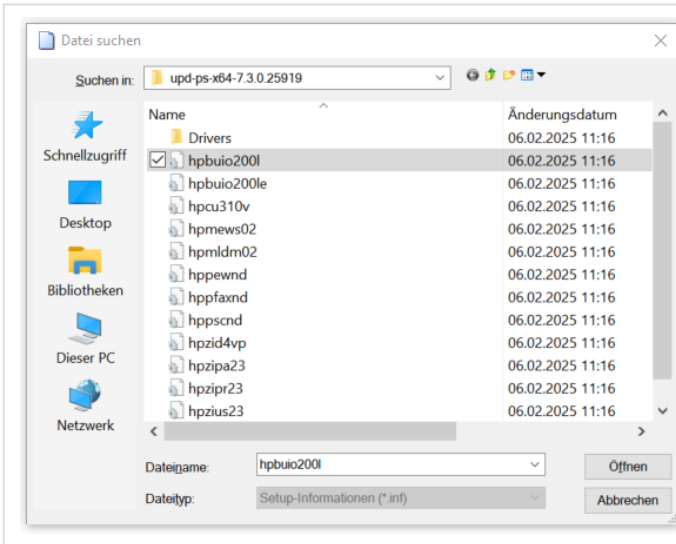 Datei suchen
Suchen in: upd-ps-x64-7.3.0.25919
Name Änderungsdatum
Drivers 06.02.2025 11:16
hpbuio200l 06.02.2025 11:16
hpbuio200le 06.02.2025 11:16
hpcu310v 06.02.2025 11:16
hpmews02 06.02.2025 11:16
hpmldm02 06.02.2025 11:16
hppewnd 06.02.2025 11:16
hppfaxnd 06.02.2025 11:16
hppscnd 06.02.2025 11:16
hpzid4vp 06.02.2025 11:16
hpzipa23 06.02.2025 11:16
hpzipr23 06.02.2025 11:16
hpzius23 06.02.2025 11:16
Schnellzugriff
Desktop
Bibliotheken
Dieser PC
Netzwerk
Dateiname: hpbuio200l Öffnen
Dateityp: Setup-Informationen (*.inf) Abbrechen